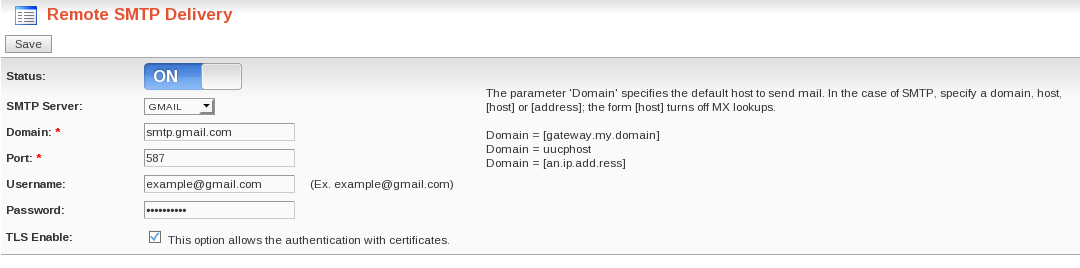 Remote SMTP Delivery
Save
Status: ON
SMTP Server: GMAIL
Domain: * smtp.gmail.com
Port: * 587
Username: example@gmail.com (Ex. example@gmail.com)
Password: ••••••••••
TLS Enable: This option allows the authentication with certificates.
The parameter 'Domain' specifies the default host to send mail. In the case of SMTP, specify a domain, host,
[host] or [address]; the form [host] turns off MX lookups.
Domain = [gateway.my.domain]
Domain = uucphost
Domain = [an.ip.add.ress]